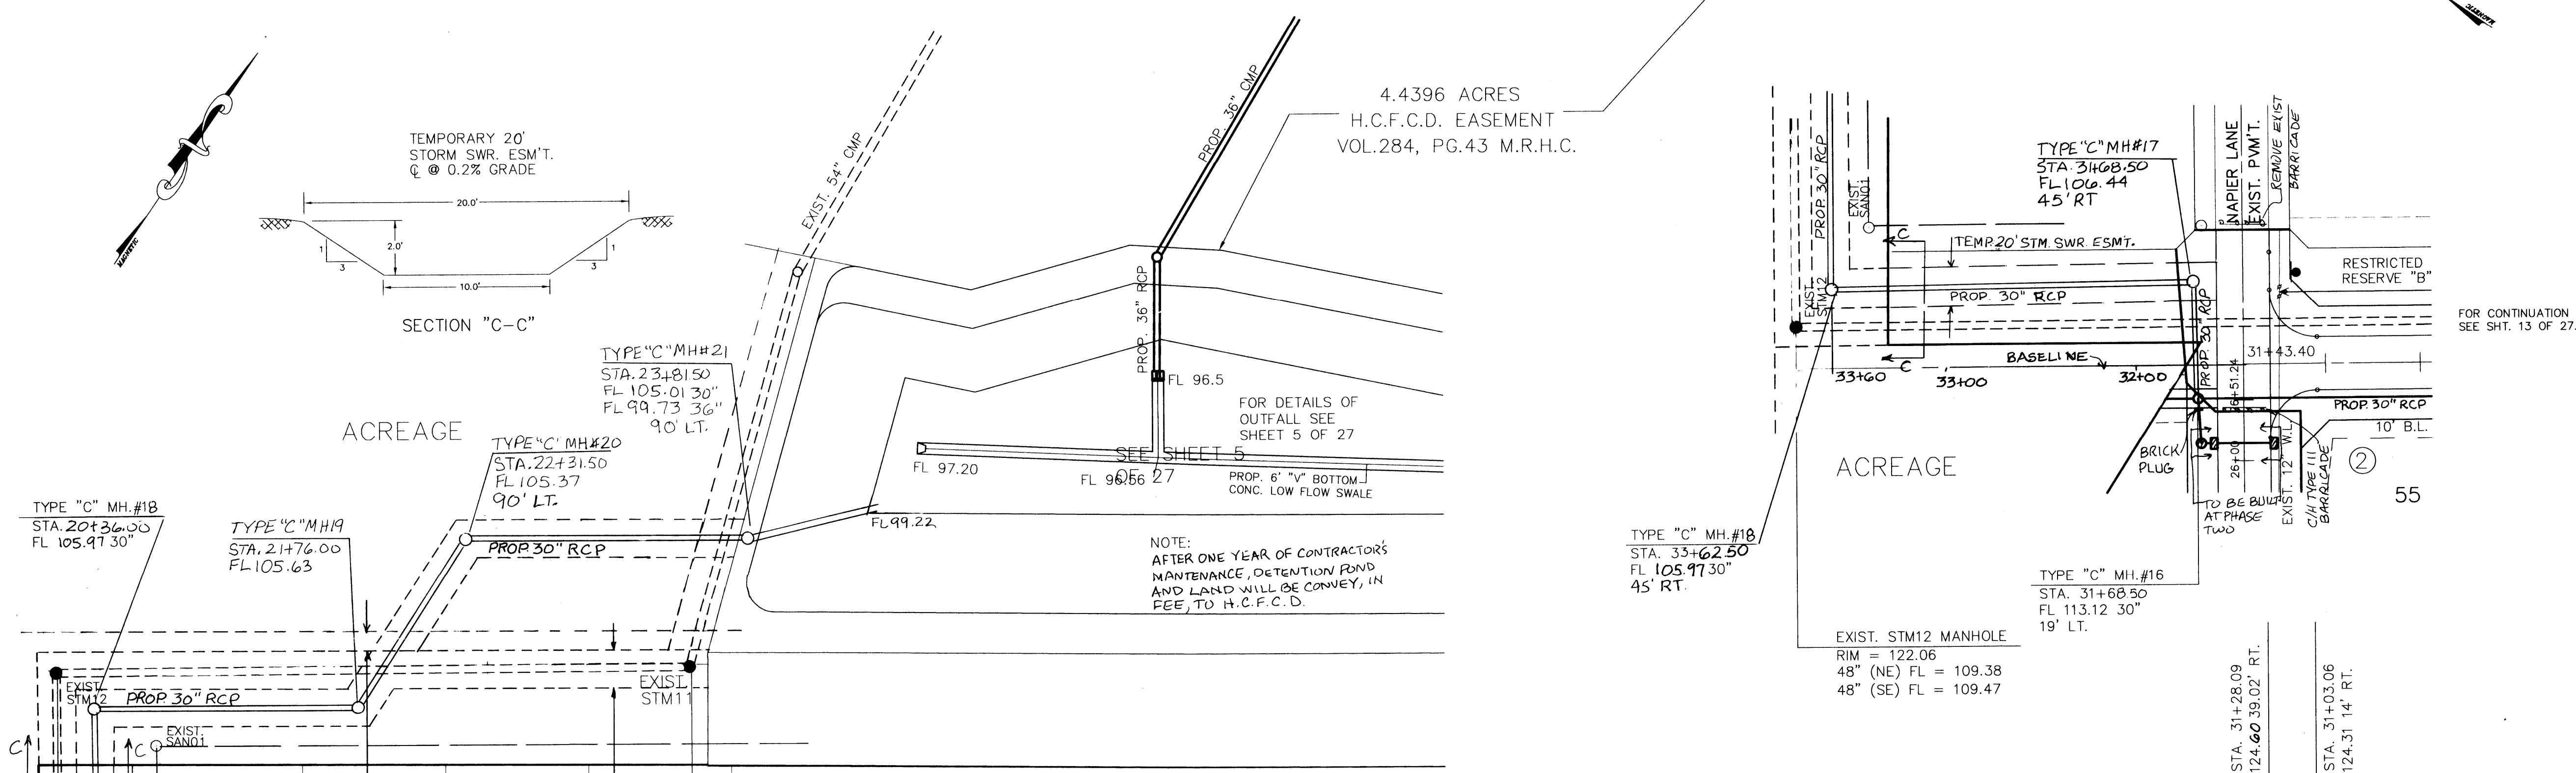 MAGNETIC
TEMPORARY 20'
STORM SWR. ESM'T.
℄ @ 0.2% GRADE
20.0'
2.0'
1
3
1
3
10.0'
SECTION "C-C"
EXIST. 54" CMP
PROP. 36" CMP
4.4396 ACRES
H.C.F.C.D. EASEMENT
VOL.284, PG.43 M.R.H.C.
PROP. 36" RCP
FL 96.5
FOR DETAILS OF
OUTFALL SEE
SHEET 5 OF 27
SEE SHEET 5
OF 27
FL 97.20
FL 96.56
PROP. 6' "V" BOTTOM
CONC. LOW FLOW SWALE
TYPE "C" MH#21
STA. 23+81.50
FL 105.01 30"
FL 99.73 36"
90' LT.
ACREAGE
TYPE "C" MH#20
STA. 22+31.50
FL 105.37
90' LT.
TYPE "C" MH.#18
STA. 20+36.00
FL 105.97 30"
TYPE "C" MH19
STA. 21+76.00
FL 105.63
PROP. 30" RCP
FL 99.22
NOTE:
AFTER ONE YEAR OF CONTRACTOR'S
MANTENANCE, DETENTION POND
AND LAND WILL BE CONVEY, IN
FEE, TO H.C.F.C.D.
EXIST.
STM12
PROP. 30" RCP
EXIST.
STM11
EXIST.
SAN01
C
C
MAGNETIC
PROP. 30" RCP
EXIST.
SAN01
TYPE "C" MH#17
STA. 31+68.50
FL 106.44
45' RT
NAPIER LANE
EXIST. PVM'T.
REMOVE EXIST
BARRICADE
C
TEMP. 20' STM. SWR. ESMT.
RESTRICTED
RESERVE "B"
EXIST.
STM12
PROP. 30" RCP
PROP. 30" RCP
FOR CONTINUATION
SEE SHT. 13 OF 27.
BASELINE
31+43.40
C
33+60
33+00
32+00
26+51.24
PROP. 30" RCP
10' B.L.
ACREAGE
BRICK
PLUG
26+00
EXIST. 12" W.L.
C/H TYPE III
BARRICADE
2
55
TO BE BUILT
AT PHASE
TWO
TYPE "C" MH.#18
STA. 33+62.50
FL 105.97 30"
45' RT.
TYPE "C" MH.#16
STA. 31+68.50
FL 113.12 30"
19' LT.
EXIST. STM12 MANHOLE
RIM = 122.06
48" (NE) FL = 109.38
48" (SE) FL = 109.47
STA. 31+28.09
124.60 39.02' RT.
STA. 31+03.06
124.31 14' RT.